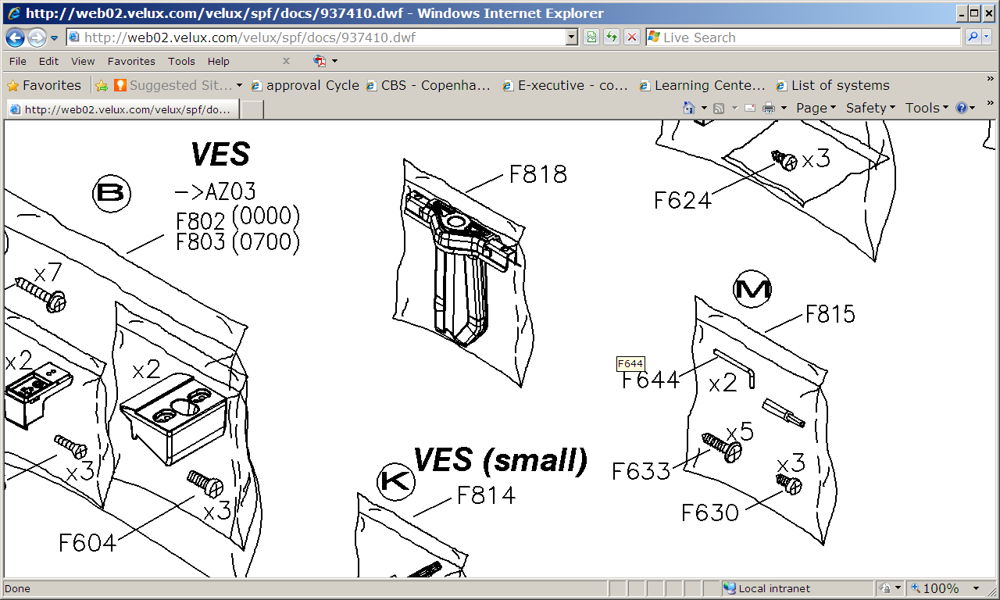 http://web02.velux.com/velux/spf/docs/937410.dwf - Windows Internet Explorer
http://web02.velux.com/velux/spf/docs/937410.dwf
Live Search
File Edit View Favorites Tools Help
Favorites Suggested Sit... approval Cycle CBS - Copenha... E-xecutive - co... Learning Cente... List of systems
http://web02.velux.com/velux/spf/do...
Page Safety Tools
VES
B
->AZ03
F802 (0000)
F803 (0700)
x7
x2
x2
x3
x3
F604
F818
x3
F624
M
F815
F644
F644
x2
x5
F633
x3
F630
VES (small)
K
F814
Done
Local intranet
100%